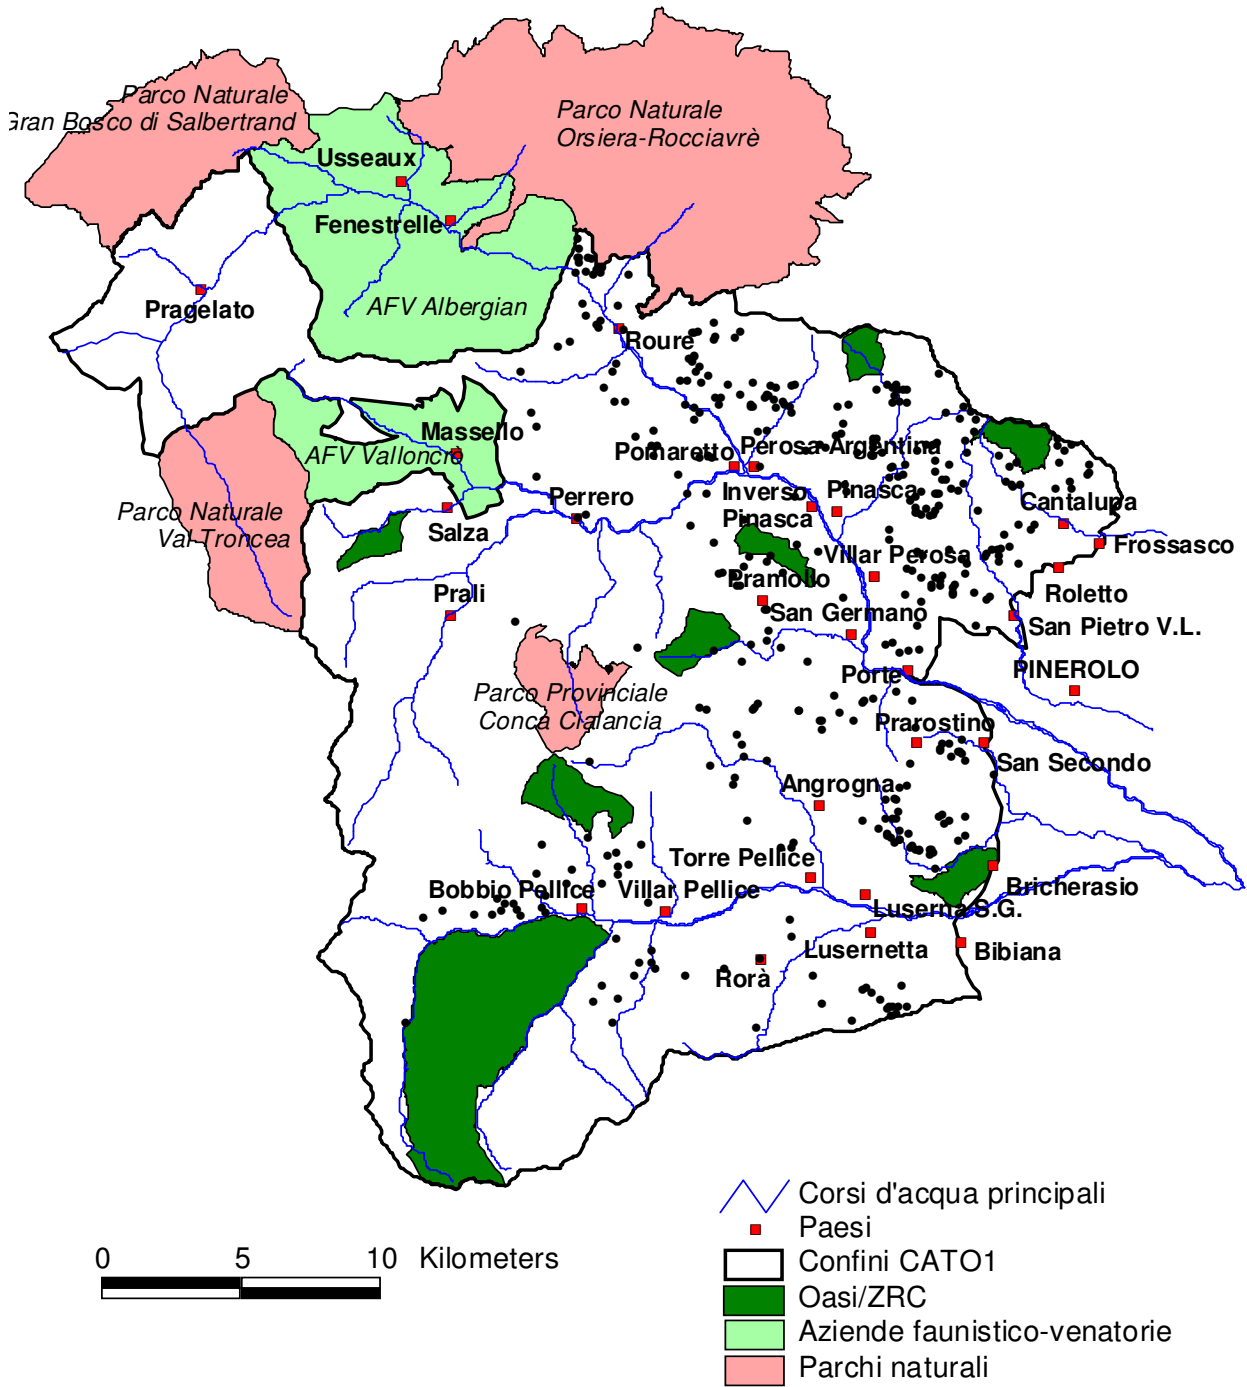 Parco Naturale
Gran Bosco di Salbertrand
Parco Naturale
Orsiera-Rocciavrè
Usseaux
Fenestrelle
AFV Albergian
Pragelato
Roure
Massello
AFV Valloncrò
Pomaretto
Perosa Argentina
Parco Naturale
Val Troncea
Salza
Perrero
Inverso
Pinasca
Pinasca
Cantalupa
Frossasco
Villar Perosa
Pramollo
Prali
San Germano
Roletto
San Pietro V.L.
Porte
PINEROLO
Parco Provinciale
Conca Cialancia
Prarostino
San Secondo
Angrogna
Torre Pellice
Bobbio Pellice
Villar Pellice
Bricherasio
Luserna S.G.
Lusernetta
Bibiana
Rorà
Corsi d'acqua principali
Paesi
0 5 10 Kilometers
Confini CATO1
Oasi/ZRC
Aziende faunistico-venatorie
Parchi naturali